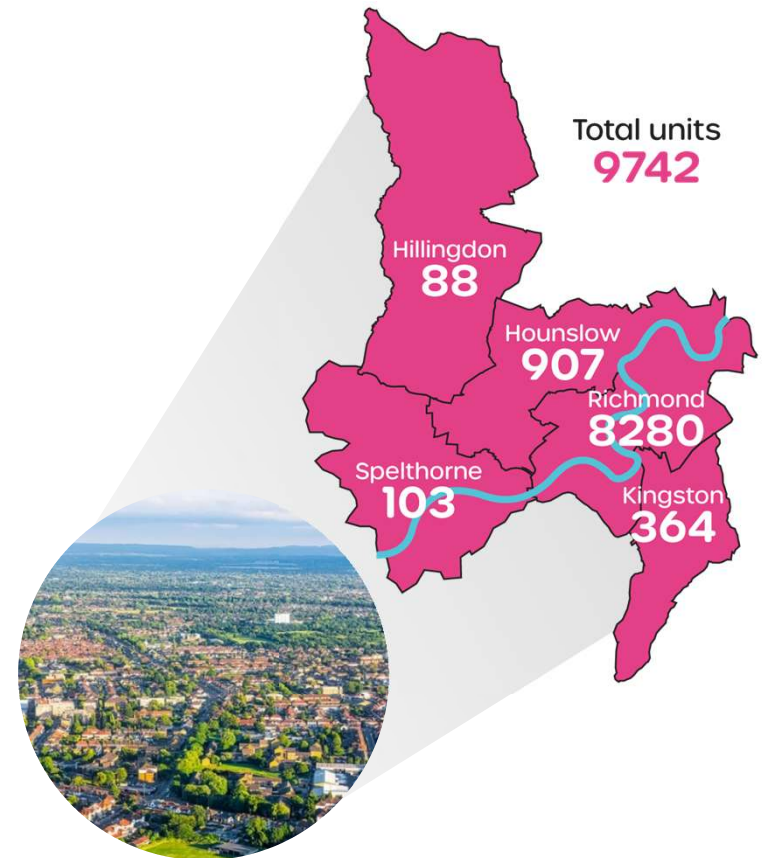 Total units
9742
Hillingdon
88
Hounslow
907
Richmond
8280
Spelthorne
103
Kingston
364